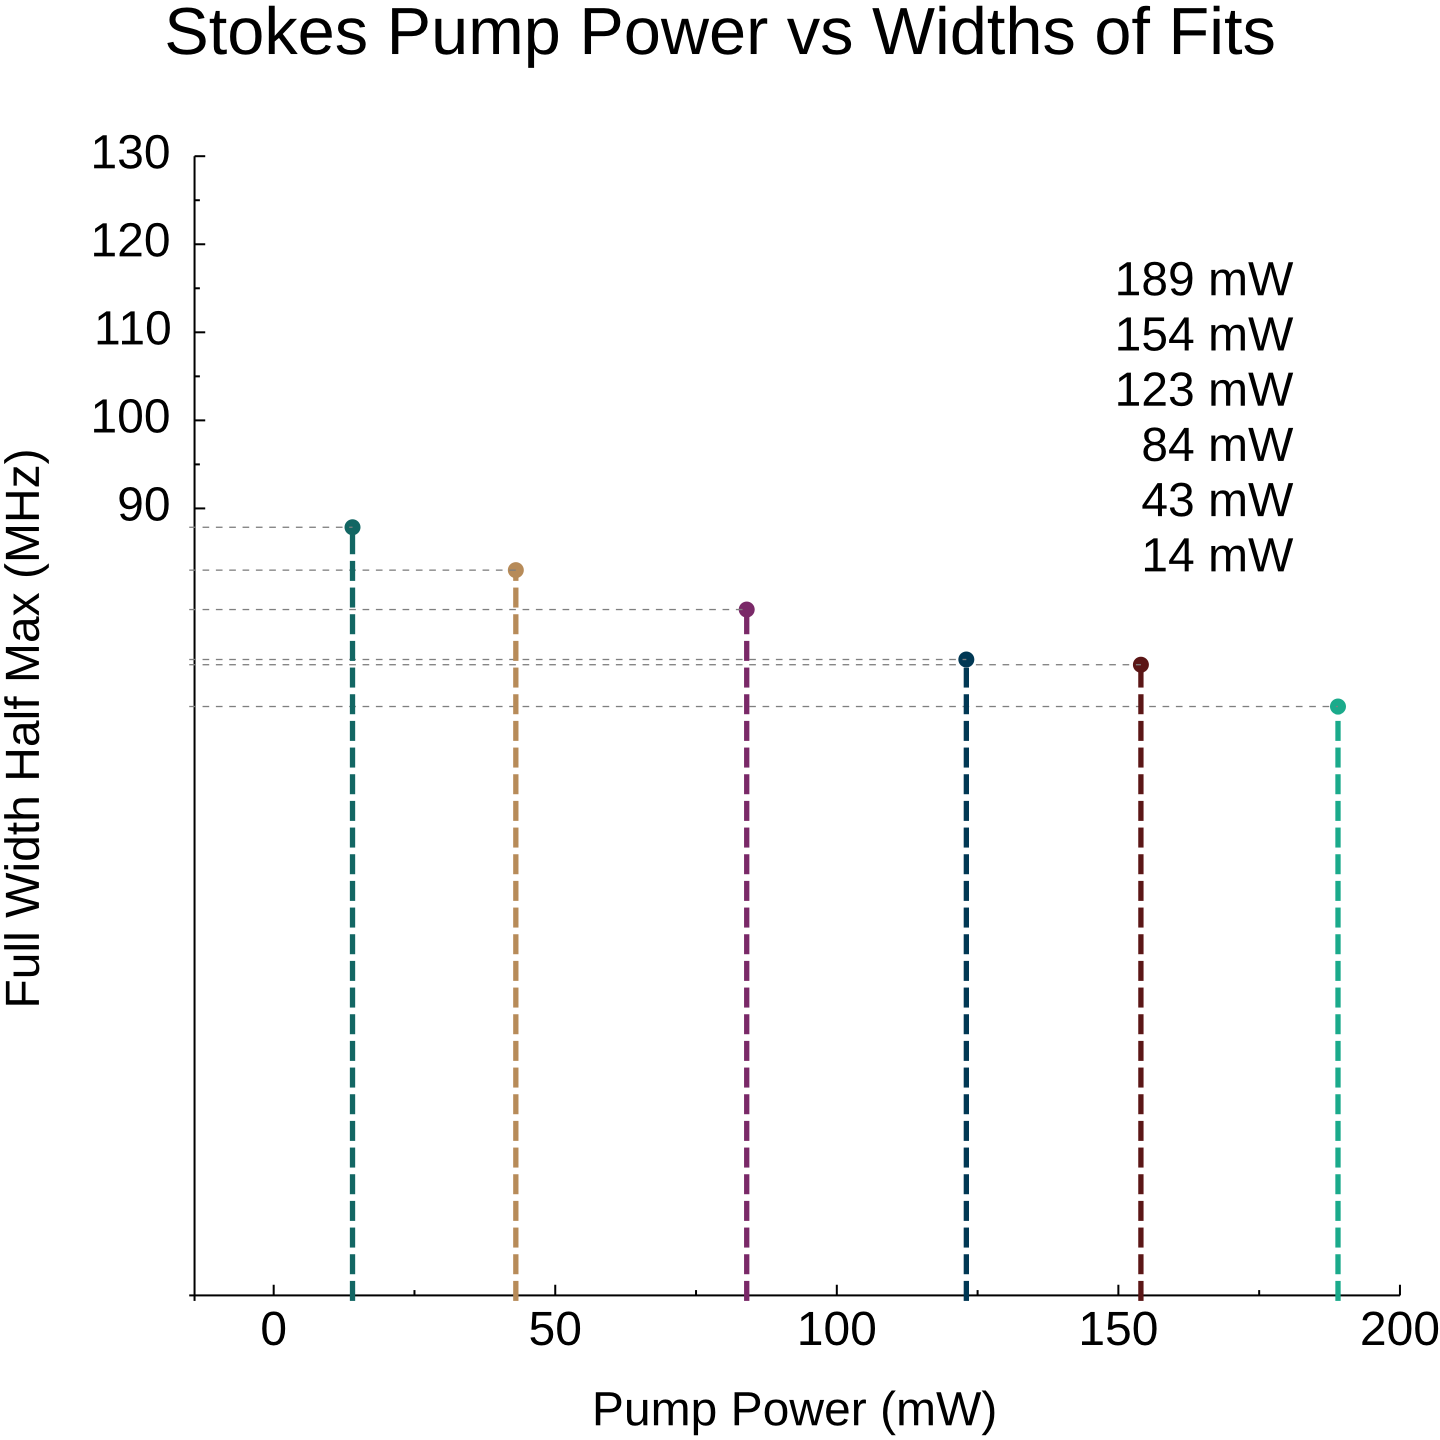 Stokes Pump Power vs Widths of Fits
130
120
110
100
90
Full Width Half Max (MHz)
189 mW
154 mW
123 mW
84 mW
43 mW
14 mW
0 50 100 150 200
Pump Power (mW)